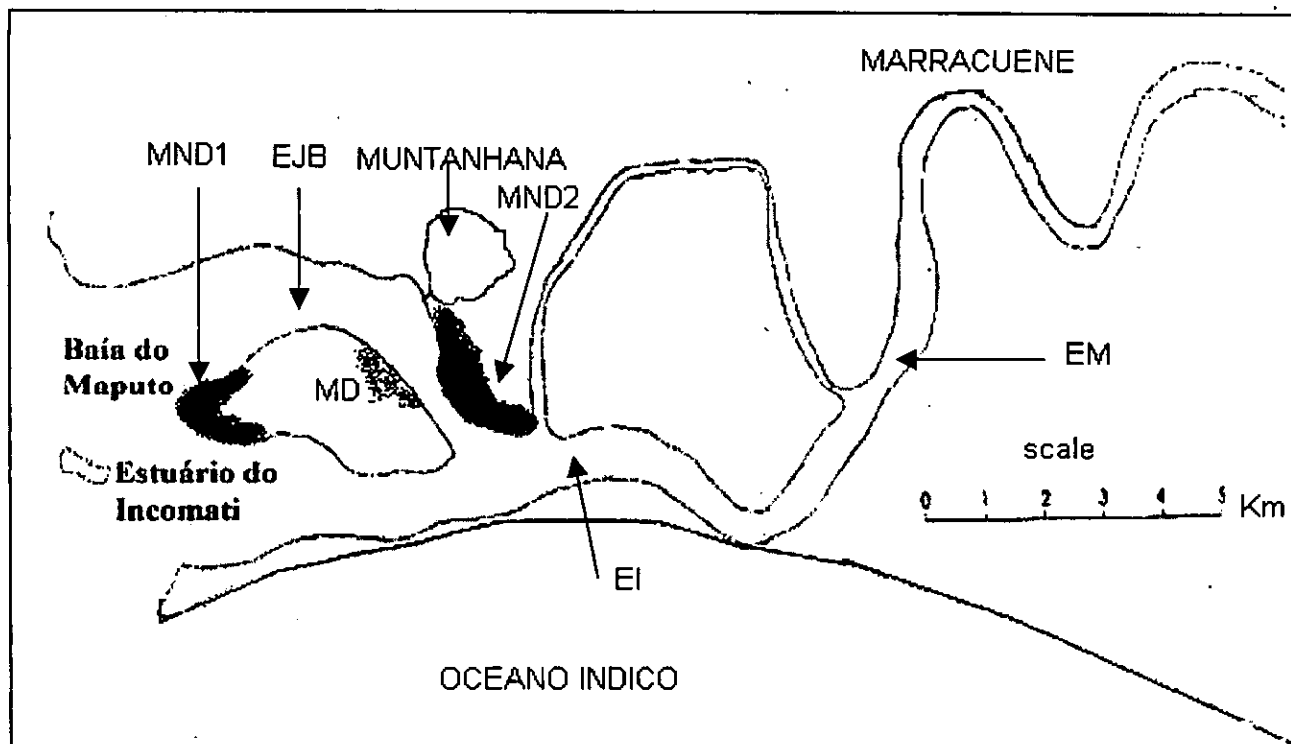 MARRACUENE
MND1
EJB
MUNTANHANA
MND2
Baía do
Maputo
MD
EM
Estuário do
Incomati
scale
0 1 2 3 4 5 Km
EI
OCEANO INDICO